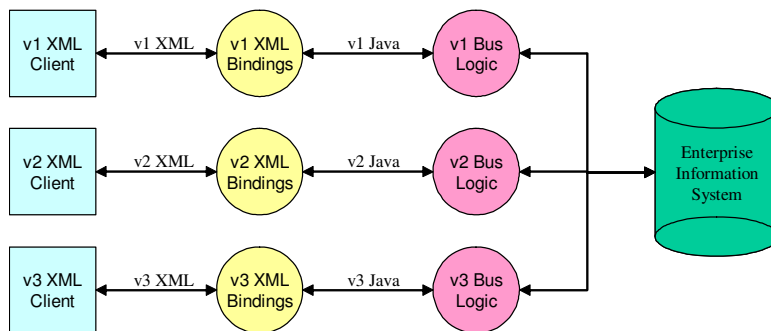 v1 XML
Client
v1 XML
v1 XML
Bindings
v1 Java
v1 Bus
Logic
v2 XML
Client
v2 XML
v2 XML
Bindings
v2 Java
v2 Bus
Logic
Enterprise
Information
System
v3 XML
Client
v3 XML
v3 XML
Bindings
v3 Java
v3 Bus
Logic